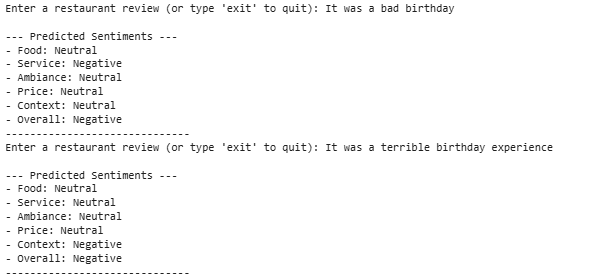 Enter a restaurant review (or type 'exit' to quit): It was a bad birthday
--- Predicted Sentiments ---
- Food: Neutral
- Service: Negative
- Ambiance: Neutral
- Price: Neutral
- Context: Neutral
- Overall: Negative
------------------------------
Enter a restaurant review (or type 'exit' to quit): It was a terrible birthday experience
--- Predicted Sentiments ---
- Food: Neutral
- Service: Neutral
- Ambiance: Neutral
- Price: Neutral
- Context: Negative
- Overall: Negative
------------------------------